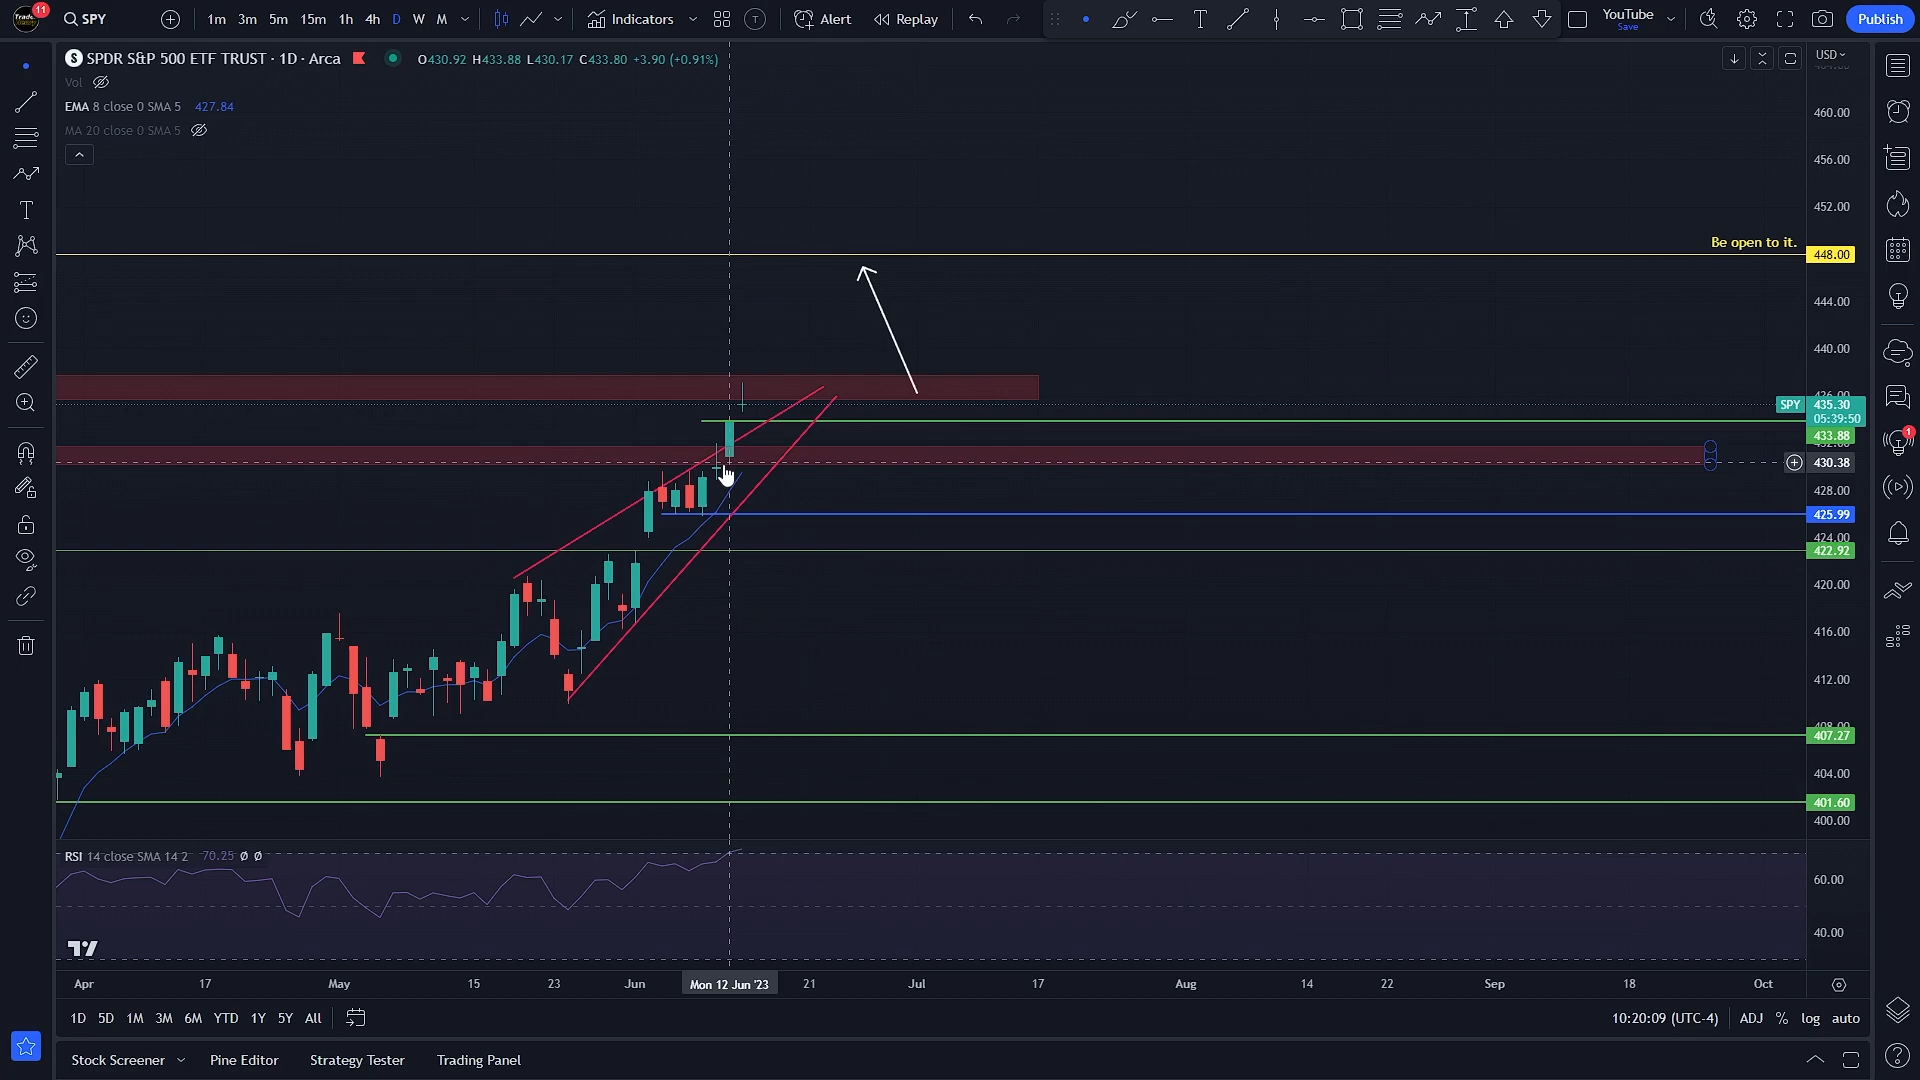 11
SPY
1m 3m 5m 15m 1h 4h D W M
Indicators
T
Alert
Replay
YouTube
Save
Publish
S SPDR S&P 500 ETF TRUST · 1D · Arca O430.92 H433.88 L430.17 C433.80 +3.90 (+0.91%)
USD
Vol
EMA 8 close 0 SMA 5 427.84
MA 20 close 0 SMA 5
460.00
456.00
452.00
Be open to it.
448.00
444.00
440.00
SPY 435.30
05:39:50
433.88
430.38
428.00
425.99
424.00
422.92
420.00
416.00
412.00
408.00
407.27
404.00
401.60
400.00
RSI 14 close SMA 14 2 70.25 Ø Ø
60.00
40.00
Apr 17 May 15 23 Jun Mon 12 Jun '23 21 Jul 17 Aug 14 22 Sep 18 Oct
1D 5D 1M 3M 6M YTD 1Y 5Y All
10:20:09 (UTC-4) ADJ % log auto
Stock Screener Pine Editor Strategy Tester Trading Panel
1